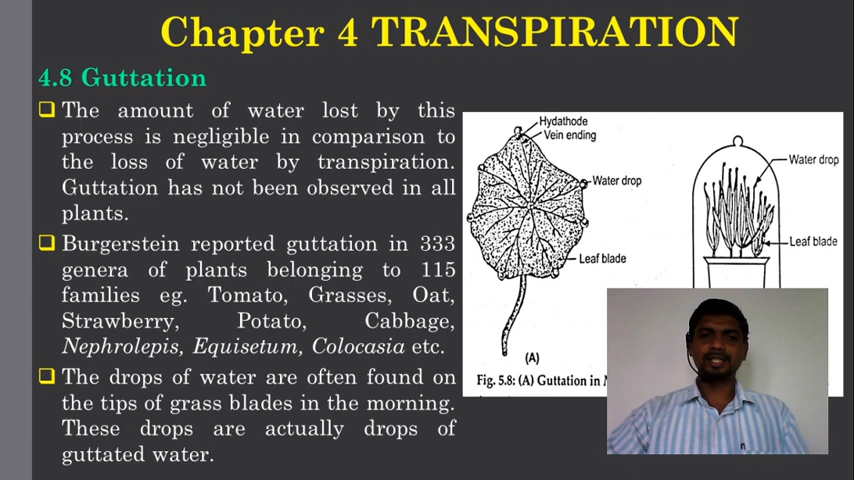 Chapter 4 TRANSPIRATION
4.8 Guttation
The amount of water lost by this
process is negligible in comparison to
the loss of water by transpiration.
Guttation has not been observed in all
plants.
Burgerstein reported guttation in 333
genera of plants belonging to 115
families eg. Tomato, Grasses, Oat,
Strawberry, Potato, Cabbage,
Nephrolepis, Equisetum, Colocasia etc.
The drops of water are often found on
the tips of grass blades in the morning.
These drops are actually drops of
guttated water.
Hydathode
Vein ending
Water drop
Leaf blade
(A)
Water drop
Leaf blade
Fig. 5.8: (A) Guttation in